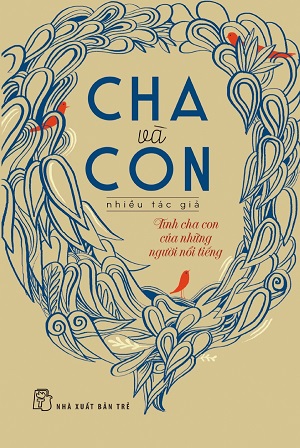 CHA
và
CON
nhiều tác giả
Tình cha con
của những
người nổi tiếng
NHÀ XUẤT BẢN TRẺ